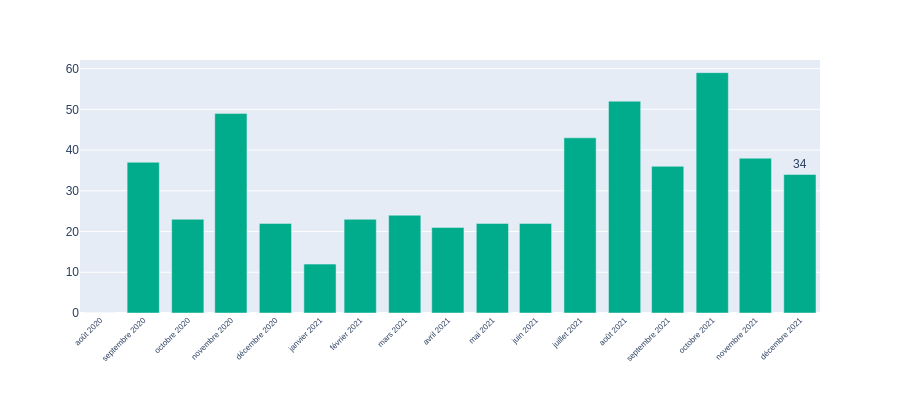 60
50
40
30
20
10
0
34
août 2020
septembre 2020
octobre 2020
novembre 2020
décembre 2020
janvier 2021
février 2021
mars 2021
avril 2021
mai 2021
juin 2021
juillet 2021
août 2021
septembre 2021
octobre 2021
novembre 2021
décembre 2021